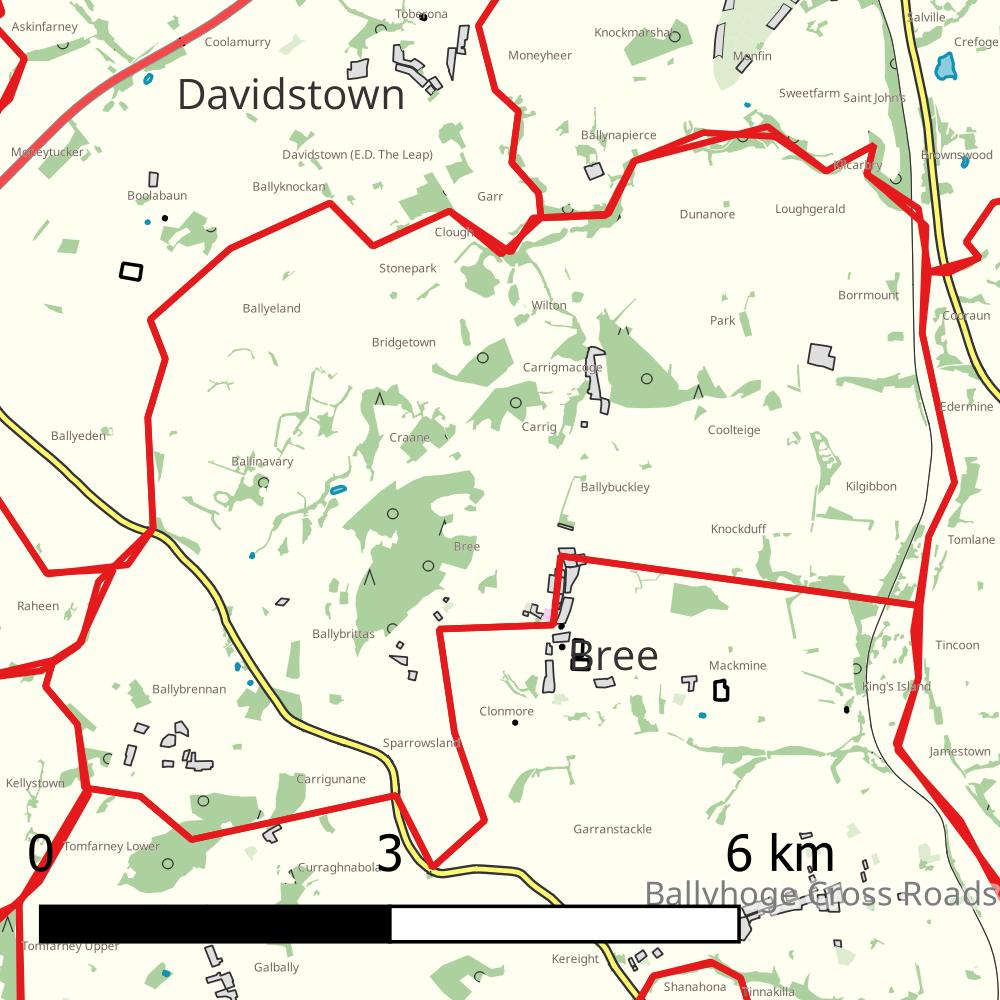 Toberona
Salville
Askinfarney
Knockmarshal
Coolamurry
Crefoge
Moneyheer
Monfin
Davidstown
Sweetfarm
Saint John's
Ballynapierce
Moneytucker
Davidstown (E.D. The Leap)
Brownswood
Kilcarbry
Ballyknockan
Boolabaun
Garr
Loughgerald
Dunanore
Clough
Stonepark
Borrmount
Wilton
Ballyeland
Cooraun
Park
Bridgetown
Carrigmacoge
Edermine
Carrig
Coolteige
Ballyeden
Craane
Ballinavary
Kilgibbon
Ballybuckley
Knockduff
Tomlane
Bree
Raheen
Ballybrittas
Tincoon
Bree
Mackmine
Ballybrennan
King's Island
Clonmore
Sparrowsland
Jamestown
Carrigunane
Kellystown
Garranstackle
Tomfarney Lower
0
3
6 km
Curraghnabola
Ballyhoge Cross Roads
Tomfarney Upper
Kereight
Galbally
Shanahona
Tinnakilla